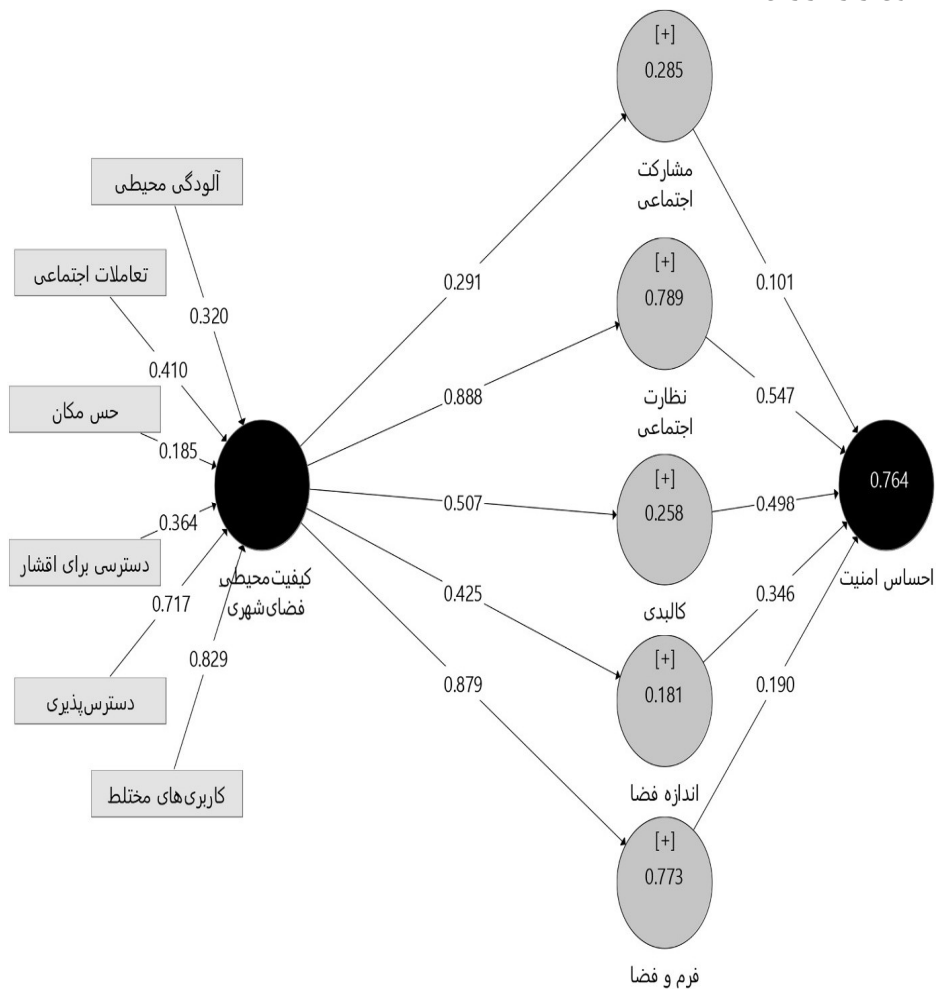 [+]
0.285
مشارکت
اجتماعی
آلودگی محیطی
تعاملات اجتماعی
حس مکان
دسترسی برای اقشار
دسترس‌پذیری
کاربری‌های مختلط
0.320
0.410
0.185
0.364
0.717
0.829
کیفیت محیطی
فضای شهری
0.291
0.888
0.507
0.425
0.879
[+]
0.789
نظارت
اجتماعی
[+]
0.258
کالبدی
[+]
0.181
اندازه فضا
[+]
0.773
فرم و فضا
0.101
0.547
0.498
0.346
0.190
0.764
احساس امنیت